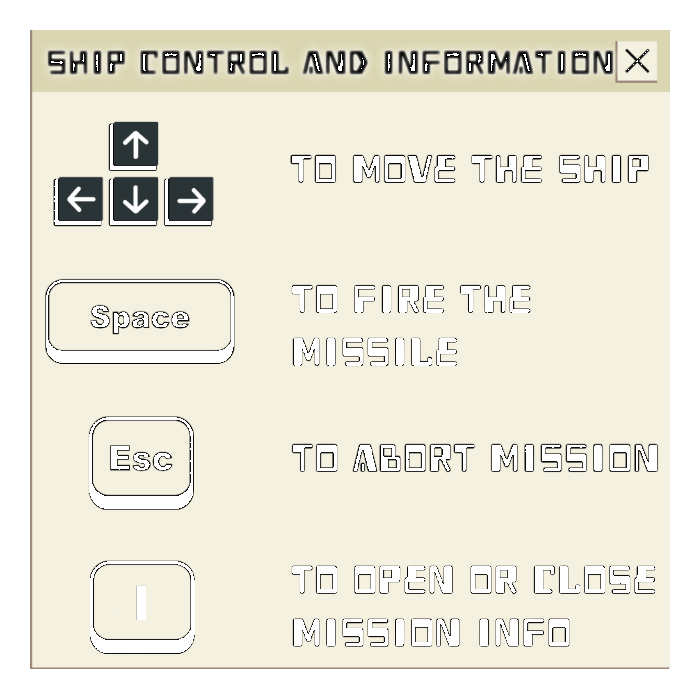 SHIP CONTROL AND INFORMATION
TO MOVE THE SHIP
Space
TO FIRE THE
MISSILE
Esc
TO ABORT MISSION
I
TO OPEN OR CLOSE
MISSION INFO